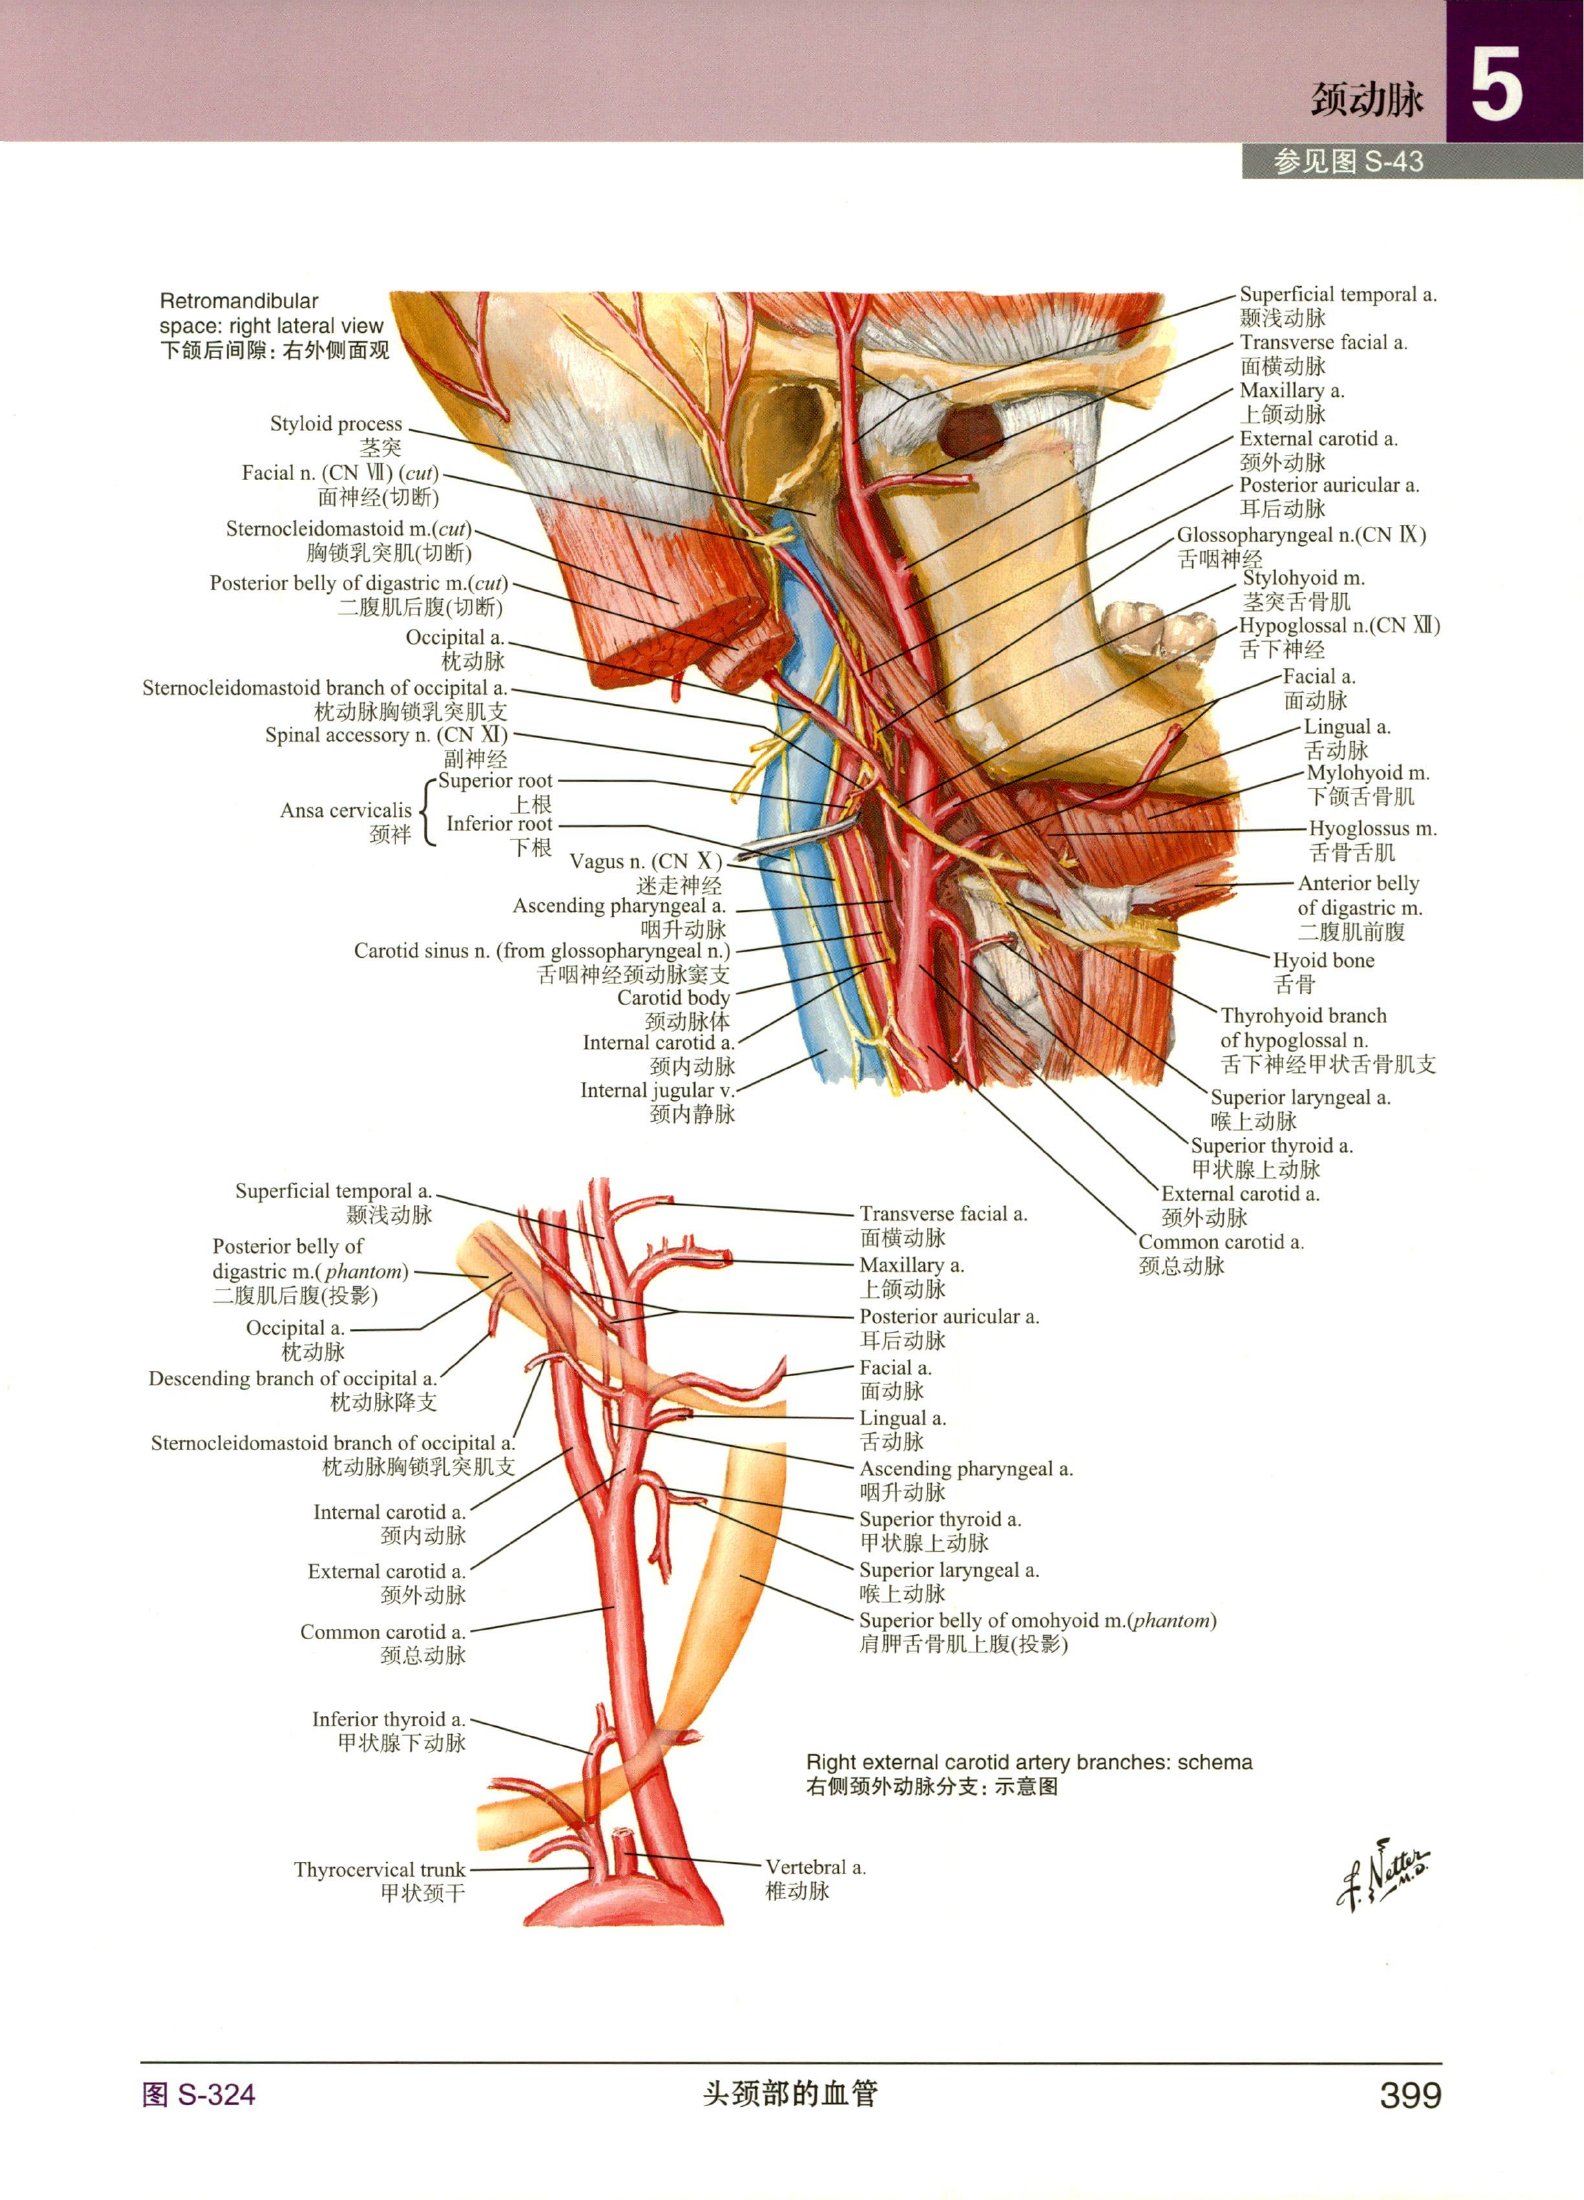 颈动脉
5
参见图 S-43
Retromandibular
space: right lateral view
下颌后间隙：右外侧面观
Styloid process
茎突
Facial n. (CN Ⅶ) (cut)
面神经(切断)
Sternocleidomastoid m.(cut)
胸锁乳突肌(切断)
Posterior belly of digastric m.(cut)
二腹肌后腹(切断)
Occipital a.
枕动脉
Sternocleidomastoid branch of occipital a.
枕动脉胸锁乳突肌支
Spinal accessory n. (CN Ⅺ)
副神经
Ansa cervicalis
颈袢
Superior root
上根
Inferior root
下根
Vagus n. (CN Ⅹ)
迷走神经
Ascending pharyngeal a.
咽升动脉
Carotid sinus n. (from glossopharyngeal n.)
舌咽神经颈动脉窦支
Carotid body
颈动脉体
Internal carotid a.
颈内动脉
Internal jugular v.
颈内静脉
Superficial temporal a.
颞浅动脉
Transverse facial a.
面横动脉
Maxillary a.
上颌动脉
External carotid a.
颈外动脉
Posterior auricular a.
耳后动脉
Glossopharyngeal n.(CN Ⅸ)
舌咽神经
Stylohyoid m.
茎突舌骨肌
Hypoglossal n.(CN Ⅻ)
舌下神经
Facial a.
面动脉
Lingual a.
舌动脉
Mylohyoid m.
下颌舌骨肌
Hyoglossus m.
舌骨舌肌
Anterior belly
of digastric m.
二腹肌前腹
Hyoid bone
舌骨
Thyrohyoid branch
of hypoglossal n.
舌下神经甲状舌骨肌支
Superior laryngeal a.
喉上动脉
Superior thyroid a.
甲状腺上动脉
External carotid a.
颈外动脉
Common carotid a.
颈总动脉
Superficial temporal a.
颞浅动脉
Posterior belly of
digastric m.( phantom)
二腹肌后腹(投影)
Occipital a.
枕动脉
Descending branch of occipital a.
枕动脉降支
Sternocleidomastoid branch of occipital a.
枕动脉胸锁乳突肌支
Internal carotid a.
颈内动脉
External carotid a.
颈外动脉
Common carotid a.
颈总动脉
Inferior thyroid a.
甲状腺下动脉
Thyrocervical trunk
甲状颈干
Transverse facial a.
面横动脉
Maxillary a.
上颌动脉
Posterior auricular a.
耳后动脉
Facial a.
面动脉
Lingual a.
舌动脉
Ascending pharyngeal a.
咽升动脉
Superior thyroid a.
甲状腺上动脉
Superior laryngeal a.
喉上动脉
Superior belly of omohyoid m.(phantom)
肩胛舌骨肌上腹(投影)
Right external carotid artery branches: schema
右侧颈外动脉分支：示意图
Vertebral a.
椎动脉
F. Netter
M.D.
图 S-324
头颈部的血管
399